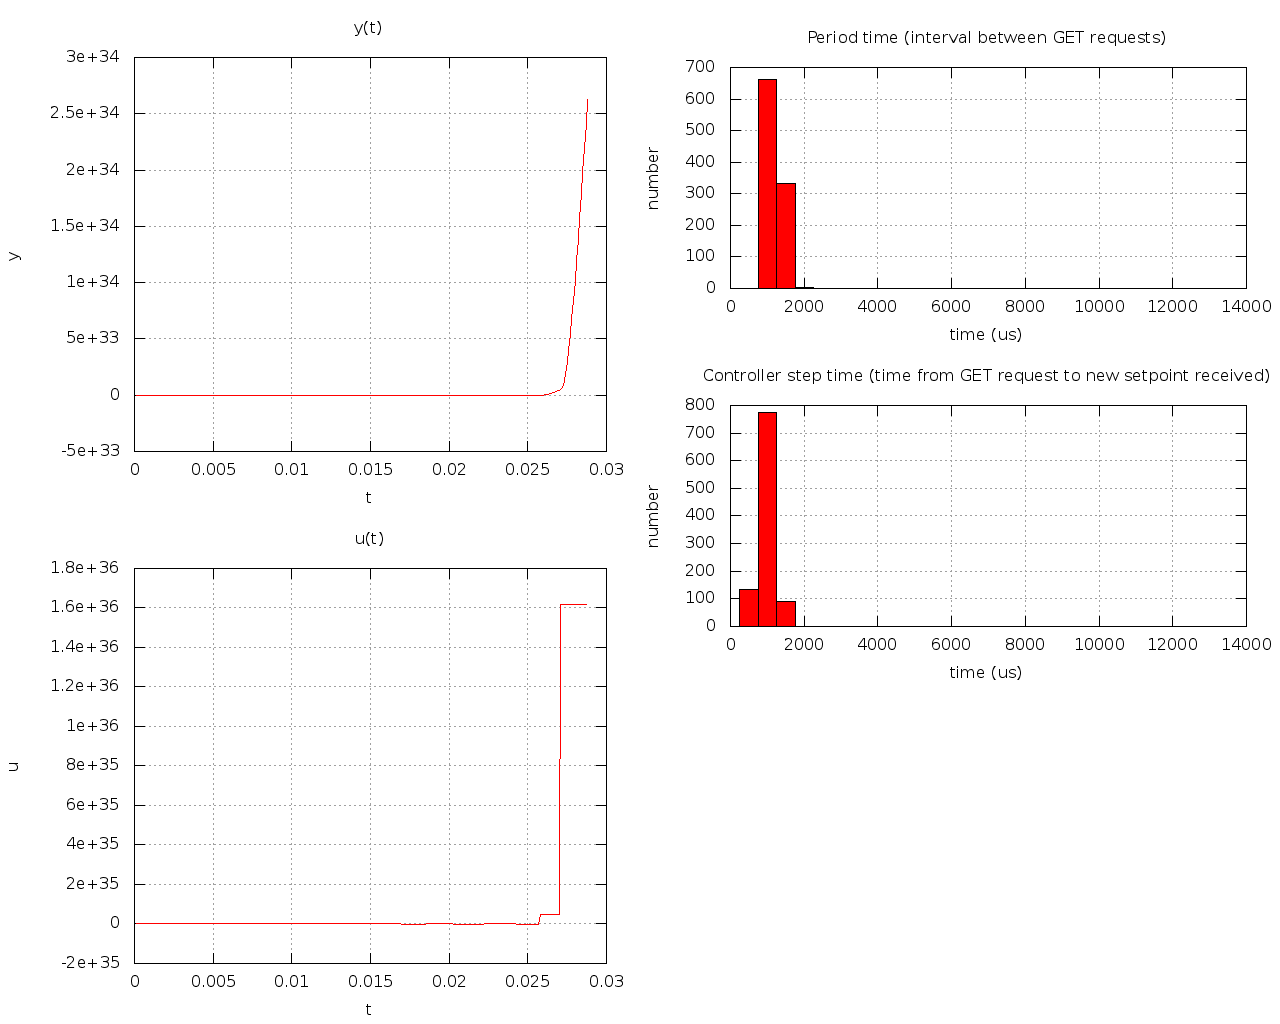 y(t)
3e+34
2.5e+34
2e+34
1.5e+34
1e+34
5e+33
0
-5e+33
y
0 0.005 0.01 0.015 0.02 0.025 0.03
t
u(t)
1.8e+36
1.6e+36
1.4e+36
1.2e+36
1e+36
8e+35
6e+35
4e+35
2e+35
0
-2e+35
u
0 0.005 0.01 0.015 0.02 0.025 0.03
t
Period time (interval between GET requests)
700
600
500
400
300
200
100
0
number
0 2000 4000 6000 8000 10000 12000 14000
time (us)
Controller step time (time from GET request to new setpoint received)
800
700
600
500
400
300
200
100
0
number
0 2000 4000 6000 8000 10000 12000 14000
time (us)